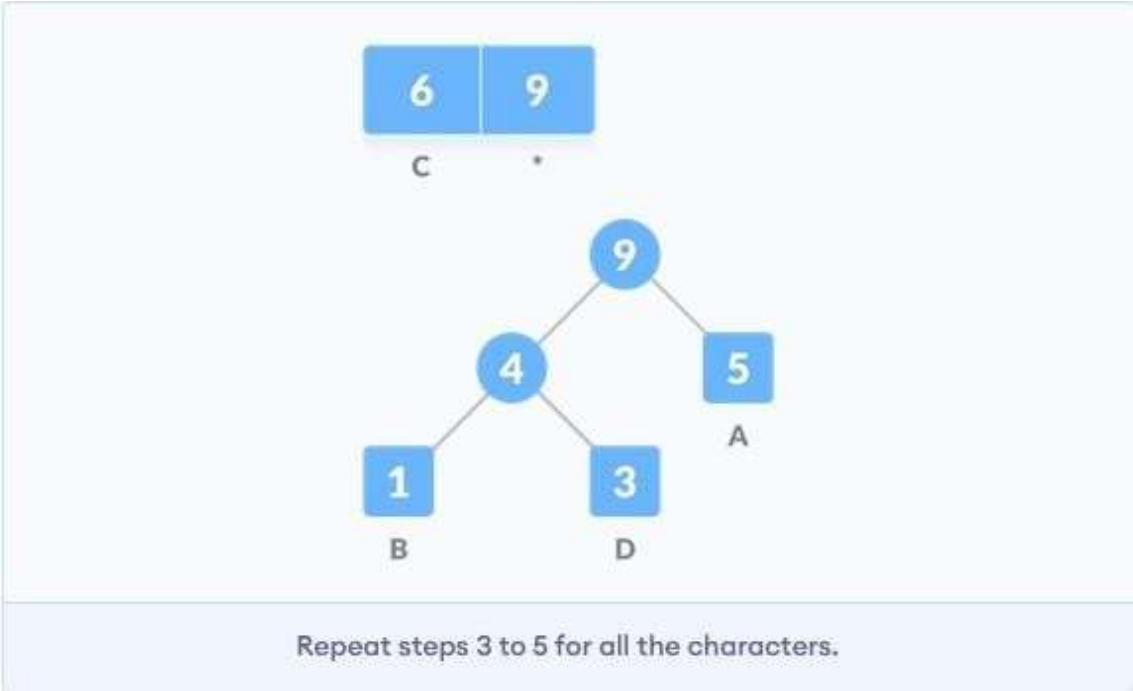 6 9
C *
9
4 5
A
1 3
B D
Repeat steps 3 to 5 for all the characters.